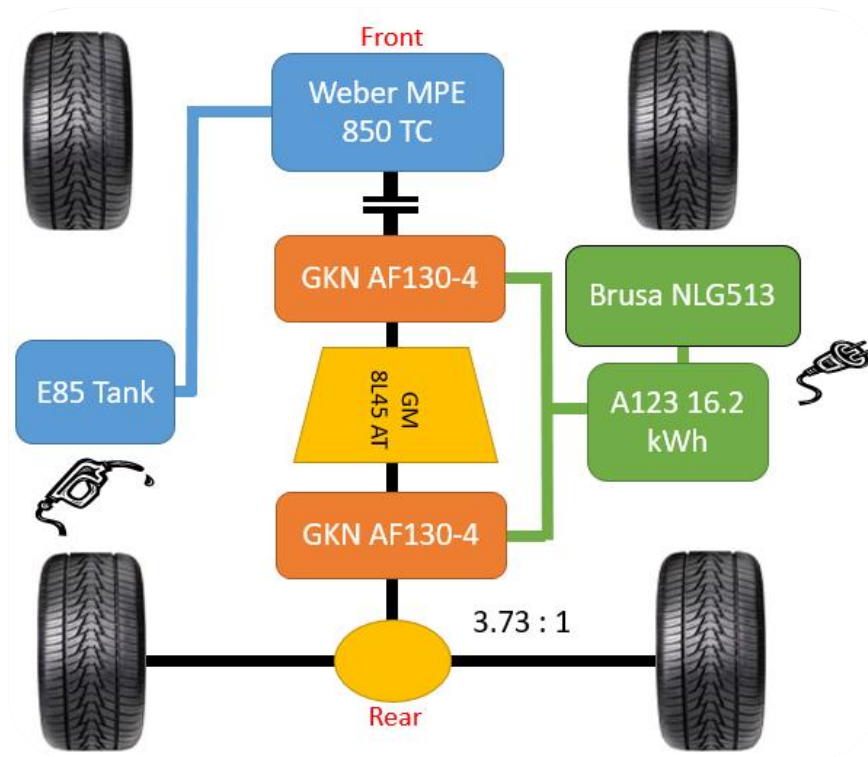 Front
Weber MPE
850 TC
GKN AF130-4
Brusa NLG513
E85 Tank
GM
8L45 AT
A123 16.2
kWh
GKN AF130-4
3.73 : 1
Rear